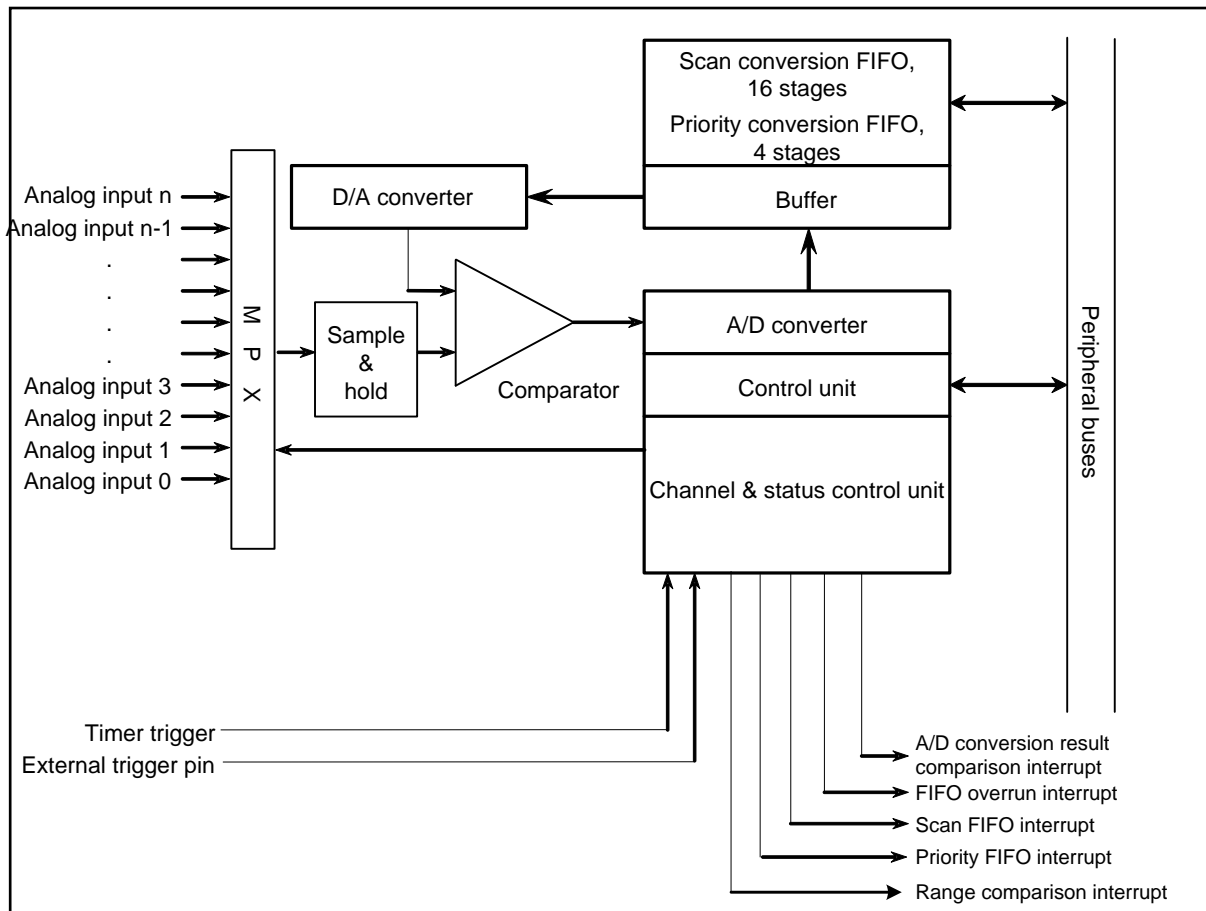 Scan conversion FIFO,
16 stages
Priority conversion FIFO,
4 stages
Buffer
D/A converter
Analog input n
Analog input n-1
.
.
.
.
Analog input 3
Analog input 2
Analog input 1
Analog input 0
M P X
Sample
&
hold
Comparator
A/D converter
Control unit
Channel & status control unit
Peripheral buses
Timer trigger
External trigger pin
A/D conversion result
comparison interrupt
FIFO overrun interrupt
Scan FIFO interrupt
Priority FIFO interrupt
Range comparison interrupt